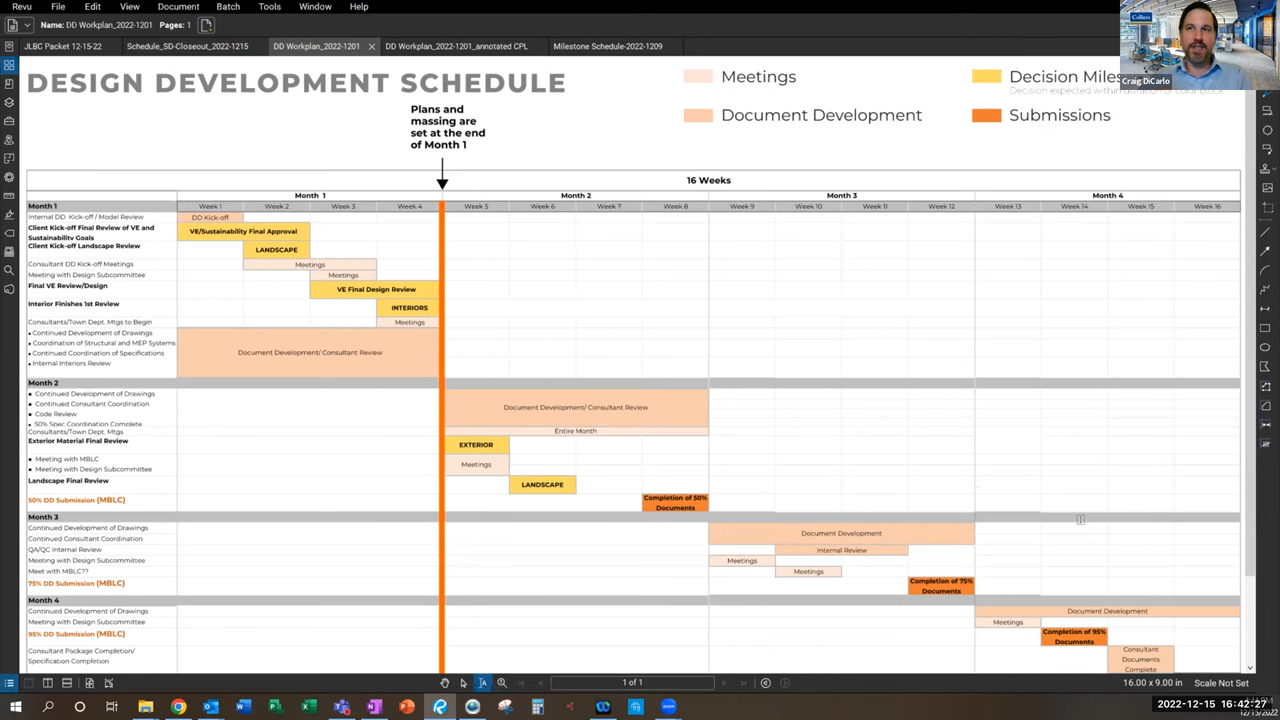 Revu File Edit View Document Batch Tools Window Help
Name: DD Workplan_2022-1201 Pages: 1
JLBC Packet 12-15-22 Schedule_SD-Closeout_2022-1215 DD Workplan_2022-1201 DD Workplan_2022-1201_annotated CPL Milestone Schedule-2022-1209
Colliers
Craig DiCarlo
DESIGN DEVELOPMENT SCHEDULE
Meetings
Decision Miles
Decision expected within duration of color block
Document Development
Submissions
Plans and
massing are
set at the end
of Month 1
16 Weeks
Month 1 Month 2 Month 3 Month 4
Month 1 Week 1 Week 2 Week 3 Week 4 Week 5 Week 6 Week 7 Week 8 Week 9 Week 10 Week 11 Week 12 Week 13 Week 14 Week 15 Week 16
Internal DD Kick-off / Model Review DD Kick-off
Client Kick-off Final Review of VE and
Sustainability Goals
VE/Sustainability Final Approval
Client Kick-off Landscape Review LANDSCAPE
Consultant DD Kick-off Meetings Meetings
Meeting with Design Subcommittee Meetings
Final VE Review/Design VE Final Design Review
Interior Finishes 1st Review INTERIORS
Consultants/Town Dept. Mtgs to Begin Meetings
• Continued Development of Drawings
• Coordination of Structural and MEP Systems
• Continued Coordination of Specifications
• Internal Interiors Review
Document Development/ Consultant Review
Month 2
• Continued Development of Drawings
• Continued Consultant Coordination
• Code Review
• 50% Spec Coordination Complete
Document Development/ Consultant Review
Consultants/Town Dept. Mtgs Entire Month
Exterior Material Final Review EXTERIOR
• Meeting with MBLC
• Meeting with Design Subcommittee
Meetings
Landscape Final Review LANDSCAPE
50% DD Submission (MBLC) Completion of 50%
Documents
Month 3
Continued Development of Drawings
Continued Consultant Coordination
Document Development
QA/QC Internal Review Internal Review
Meeting with Design Subcommittee Meetings
Meet with MBLC?? Meetings
75% DD Submission (MBLC) Completion of 75%
Documents
Month 4
Continued Development of Drawings Document Development
Meeting with Design Subcommittee Meetings
95% DD Submission (MBLC) Completion of 95%
Documents
Consultant Package Completion/
Specification Completion
Consultant
Documents
Complete
1 of 1
16.00 x 9.00 in Scale Not Set
2022-12-15 16:42:27
12/15/2022